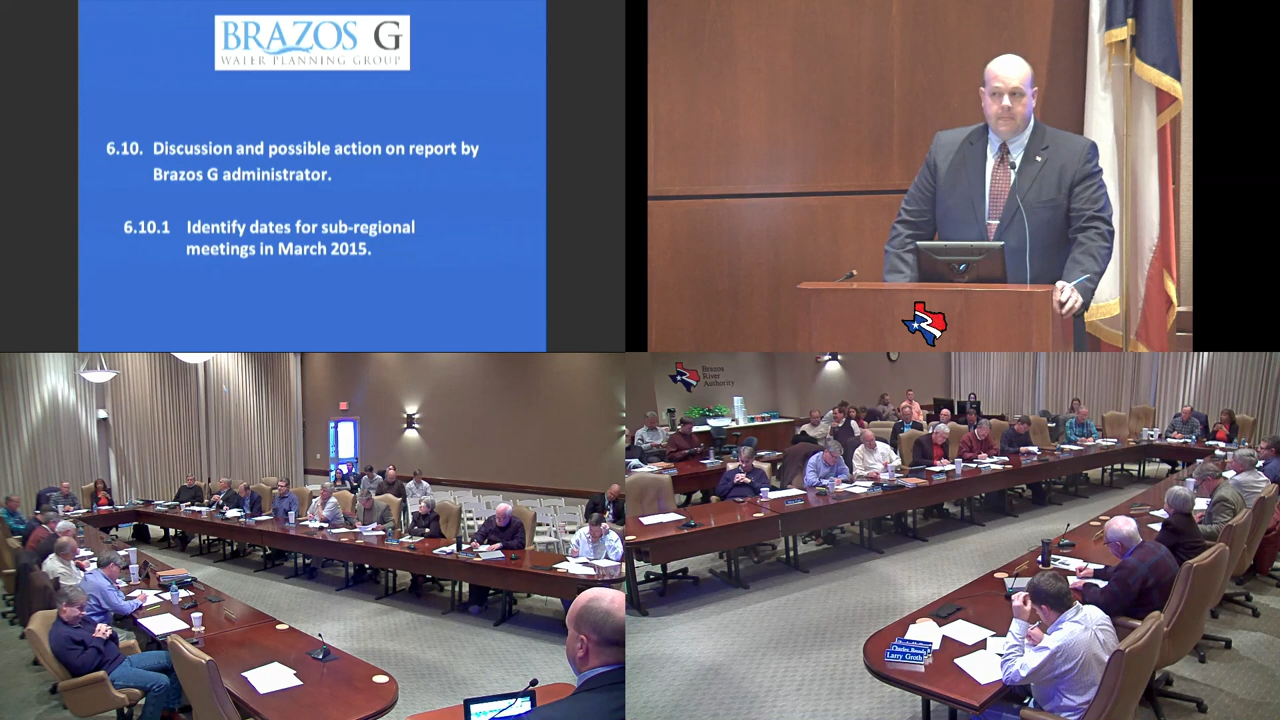 BRAZOS G
WATER PLANNING GROUP
6.10. Discussion and possible action on report by
Brazos G administrator.
6.10.1 Identify dates for sub-regional
meetings in March 2015.
Brazos
River
Authority
Larry Groth